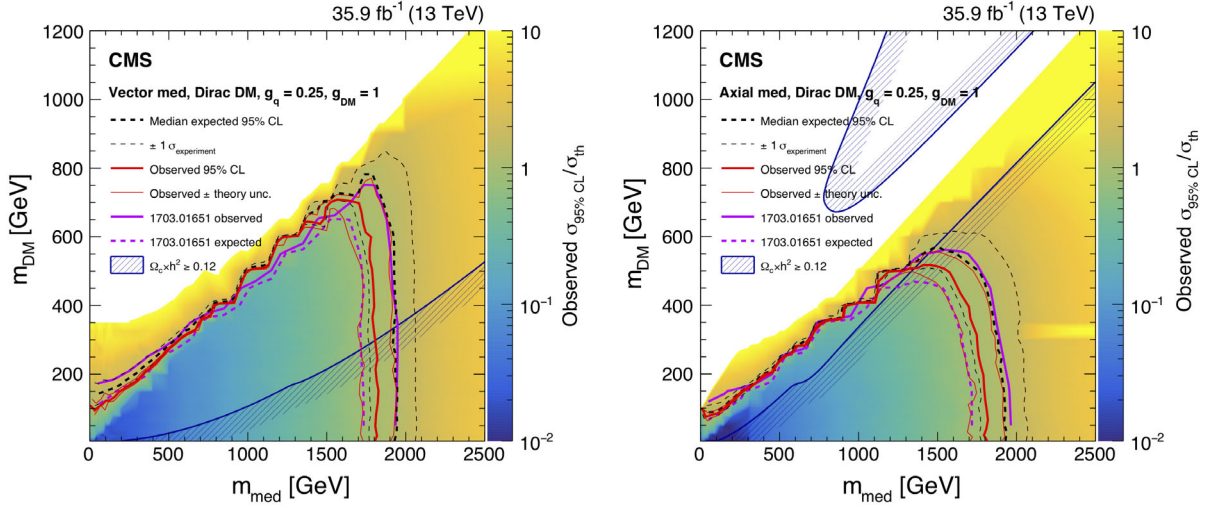 35.9 fb⁻¹ (13 TeV)
CMS
Vector med, Dirac DM, g_q = 0.25, g_DM = 1
Median expected 95% CL
± 1 σ_experiment
Observed 95% CL
Observed ± theory unc.
1703.01651 observed
1703.01651 expected
Ω_c×h² ≥ 0.12
m_DM [GeV]
1200
1000
800
600
400
200
0 500 1000 1500 2000 2500
m_med [GeV]
10
1
10⁻¹
10⁻²
Observed σ_95% CL/σ_th
35.9 fb⁻¹ (13 TeV)
CMS
Axial med, Dirac DM, g_q = 0.25, g_DM = 1
Median expected 95% CL
± 1 σ_experiment
Observed 95% CL
Observed ± theory unc.
1703.01651 observed
1703.01651 expected
Ω_c×h² ≥ 0.12
m_DM [GeV]
1200
1000
800
600
400
200
0 500 1000 1500 2000 2500
m_med [GeV]
10
1
10⁻¹
10⁻²
Observed σ_95% CL/σ_th